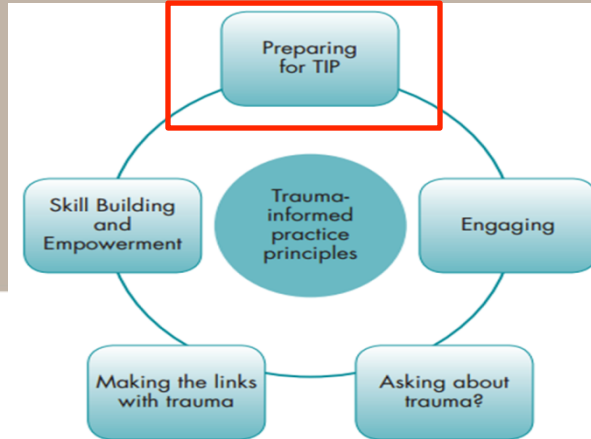 Preparing
for TIP
Skill Building
and
Empowerment
Trauma-
informed
practice
principles
Engaging
Making the links
with trauma
Asking about
trauma?